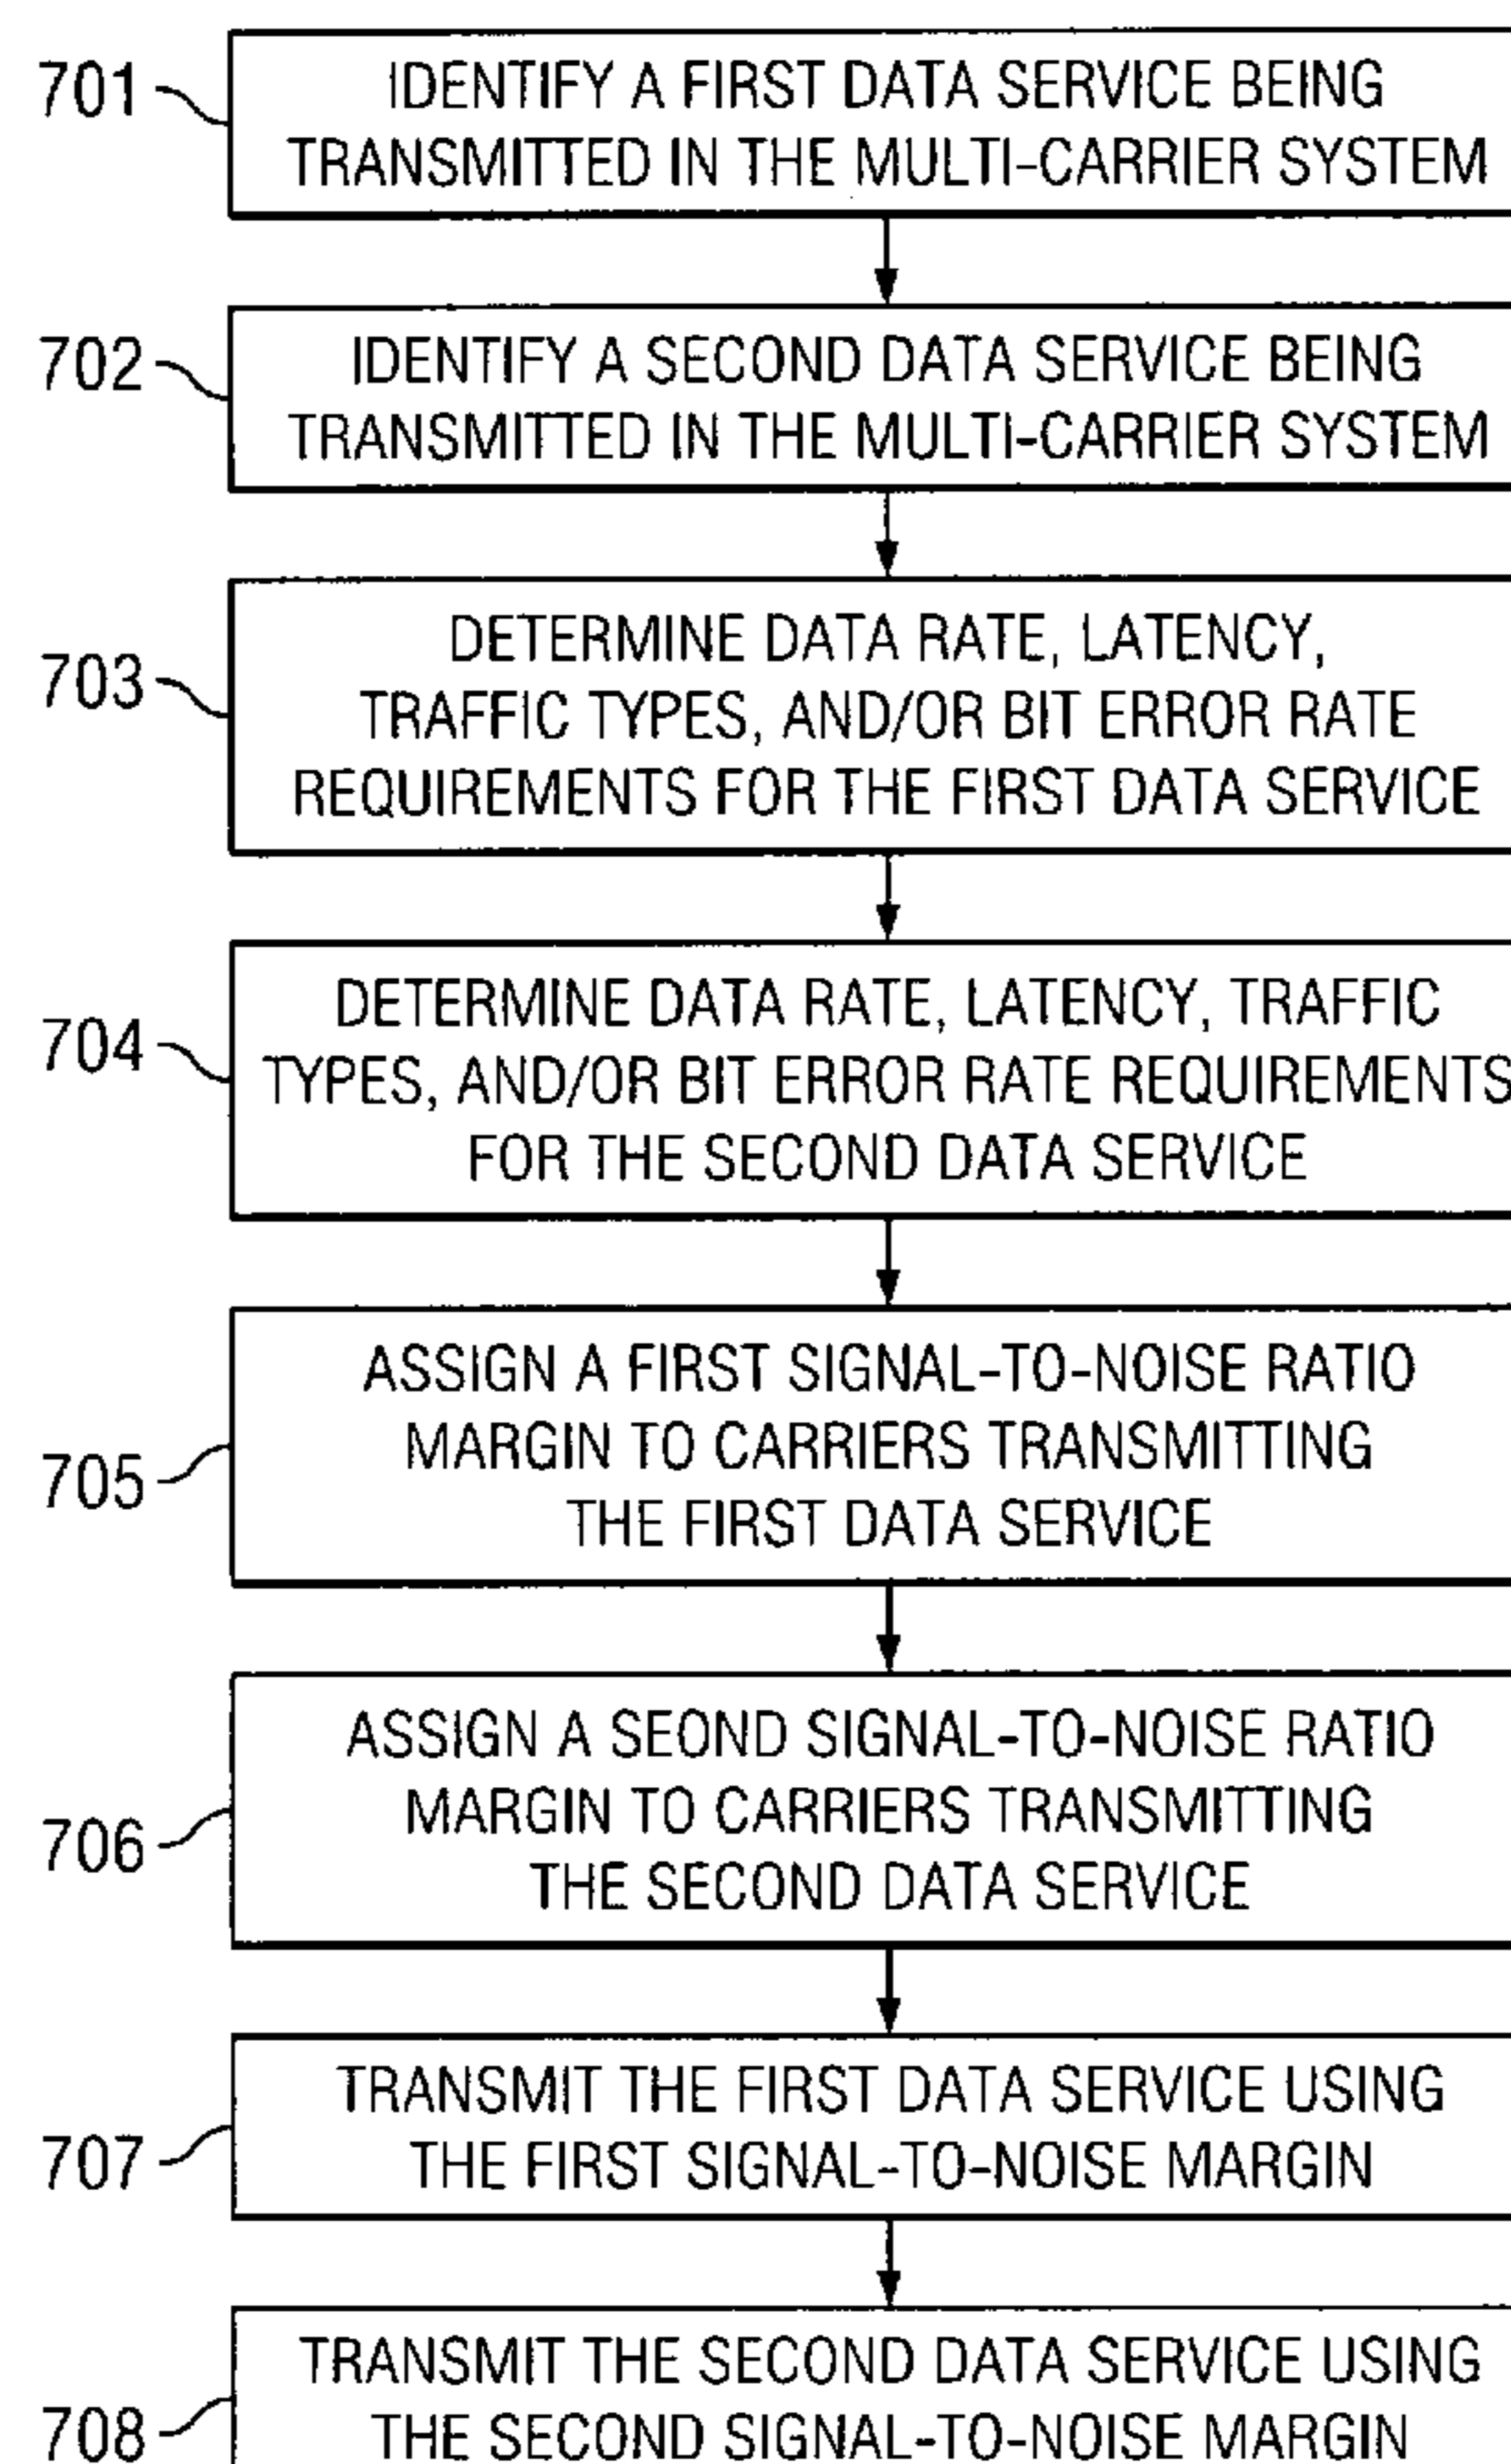 701
IDENTIFY A FIRST DATA SERVICE BEING
TRANSMITTED IN THE MULTI-CARRIER SYSTEM
702
IDENTIFY A SECOND DATA SERVICE BEING
TRANSMITTED IN THE MULTI-CARRIER SYSTEM
703
DETERMINE DATA RATE, LATENCY,
TRAFFIC TYPES, AND/OR BIT ERROR RATE
REQUIREMENTS FOR THE FIRST DATA SERVICE
704
DETERMINE DATA RATE, LATENCY, TRAFFIC
TYPES, AND/OR BIT ERROR RATE REQUIREMENTS
FOR THE SECOND DATA SERVICE
705
ASSIGN A FIRST SIGNAL-TO-NOISE RATIO
MARGIN TO CARRIERS TRANSMITTING
THE FIRST DATA SERVICE
706
ASSIGN A SEOND SIGNAL-TO-NOISE RATIO
MARGIN TO CARRIERS TRANSMITTING
THE SECOND DATA SERVICE
707
TRANSMIT THE FIRST DATA SERVICE USING
THE FIRST SIGNAL-TO-NOISE MARGIN
708
TRANSMIT THE SECOND DATA SERVICE USING
THE SECOND SIGNAL-TO-NOISE MARGIN